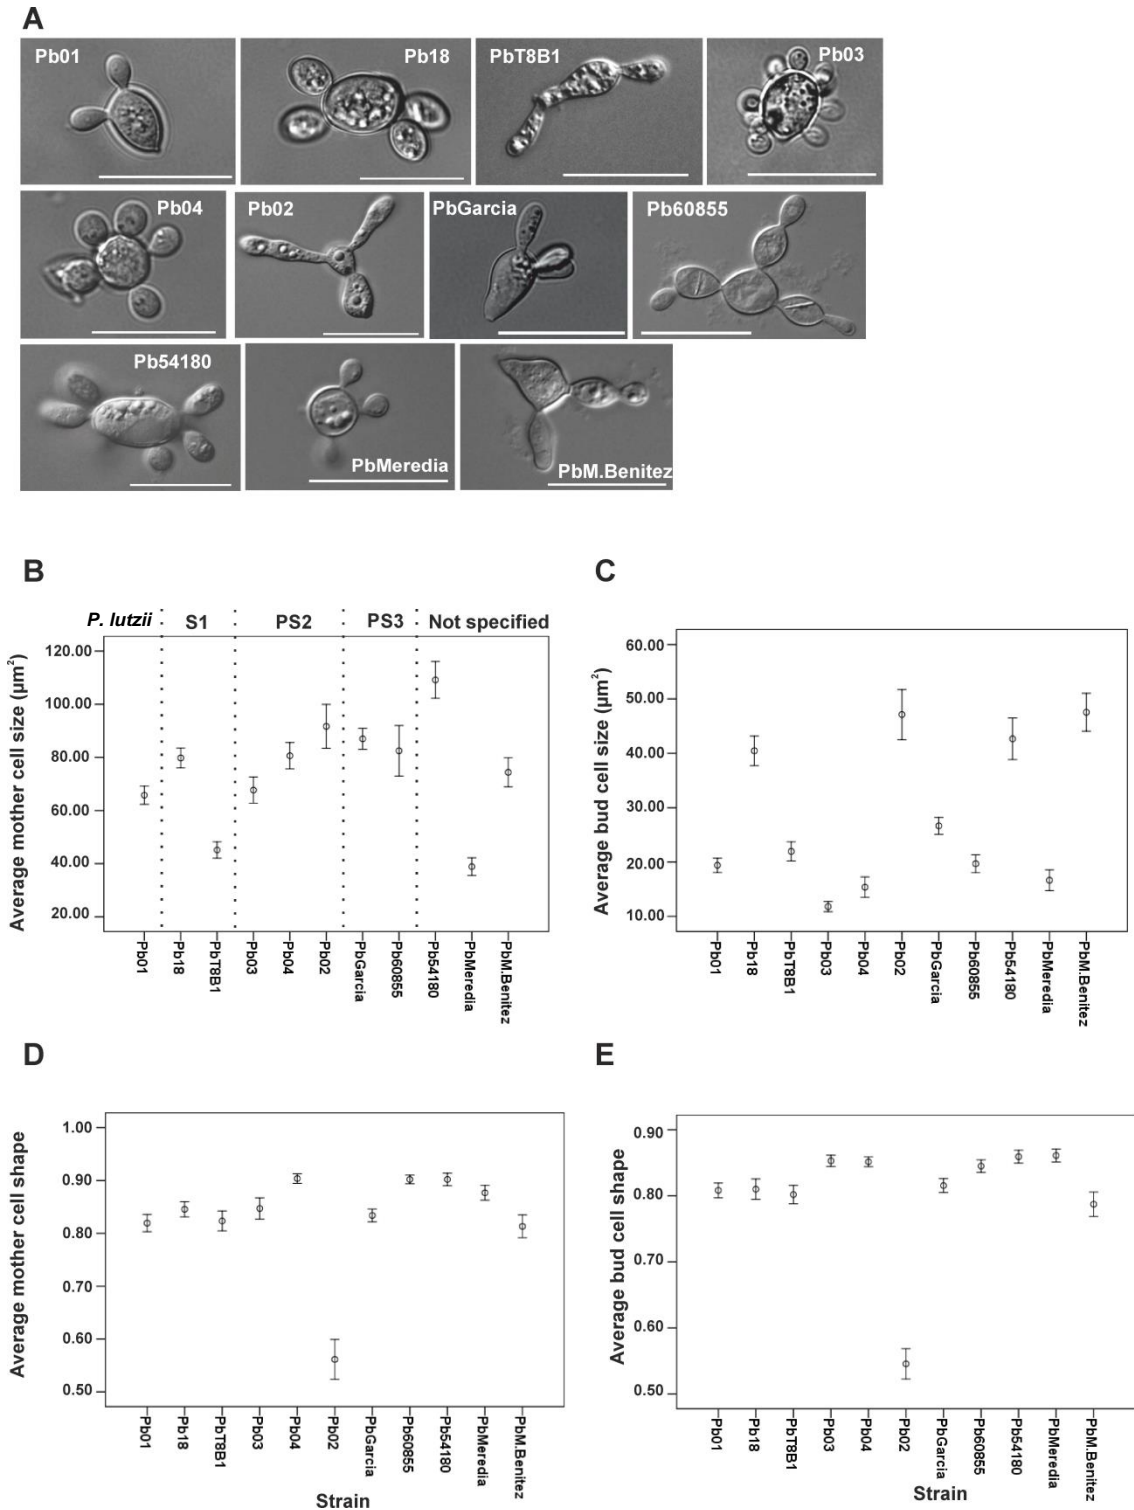 A
Pb01
Pb18
PbT8B1
Pb03
Pb04
Pb02
PbGarcia
Pb60855
Pb54180
PbMeredia
PbM.Benitez
B
P. lutzii
S1
PS2
PS3
Not specified
Average mother cell size (µm²)
120.00
100.00
80.00
60.00
40.00
20.00
Pb01
Pb18
PbT8B1
Pb03
Pb04
Pb02
PbGarcia
Pb60855
Pb54180
PbMeredia
PbM.Benitez
C
Average bud cell size (µm²)
60.00
50.00
40.00
30.00
20.00
10.00
Pb01
Pb18
PbT8B1
Pb03
Pb04
Pb02
PbGarcia
Pb60855
Pb54180
PbMeredia
PbM.Benitez
D
Average mother cell shape
1.00
0.90
0.80
0.70
0.60
0.50
Pb01
Pb18
PbT8B1
Pb03
Pb04
Pb02
PbGarcia
Pb60855
Pb54180
PbMeredia
PbM.Benitez
Strain
E
Average bud cell shape
0.90
0.80
0.70
0.60
0.50
Pb01
Pb18
PbT8B1
Pb03
Pb04
Pb02
PbGarcia
Pb60855
Pb54180
PbMeredia
PbM.Benitez
Strain